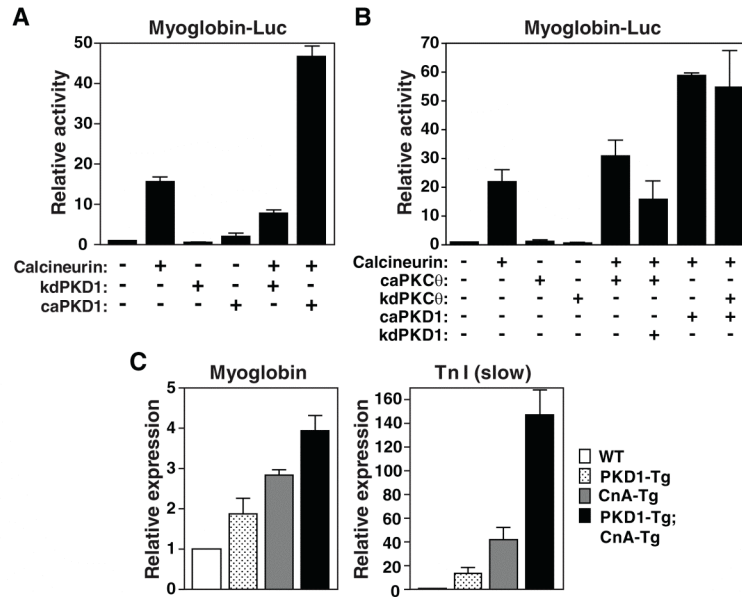 A
Myoglobin-Luc
Relative activity
50
40
30
20
10
0
Calcineurin: - + - - + +
kdPKD1: - - + - + -
caPKD1: - - - + - +
B
Myoglobin-Luc
Relative activity
70
60
50
40
30
20
10
0
Calcineurin: - + - - + + + +
caPKCθ: - - + - + + - -
kdPKCθ: - - - + - - - +
caPKD1: - - - - - - + +
kdPKD1: - - - - - + - -
C
Myoglobin
Relative expression
5
4
3
2
1
0
Tn I (slow)
Relative expression
160
140
120
100
80
60
40
20
0
WT
PKD1-Tg
CnA-Tg
PKD1-Tg;
CnA-Tg